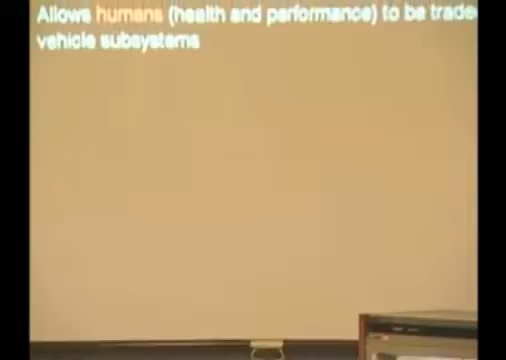 Allows humans (health and performance) to be trade
vehicle subsystems